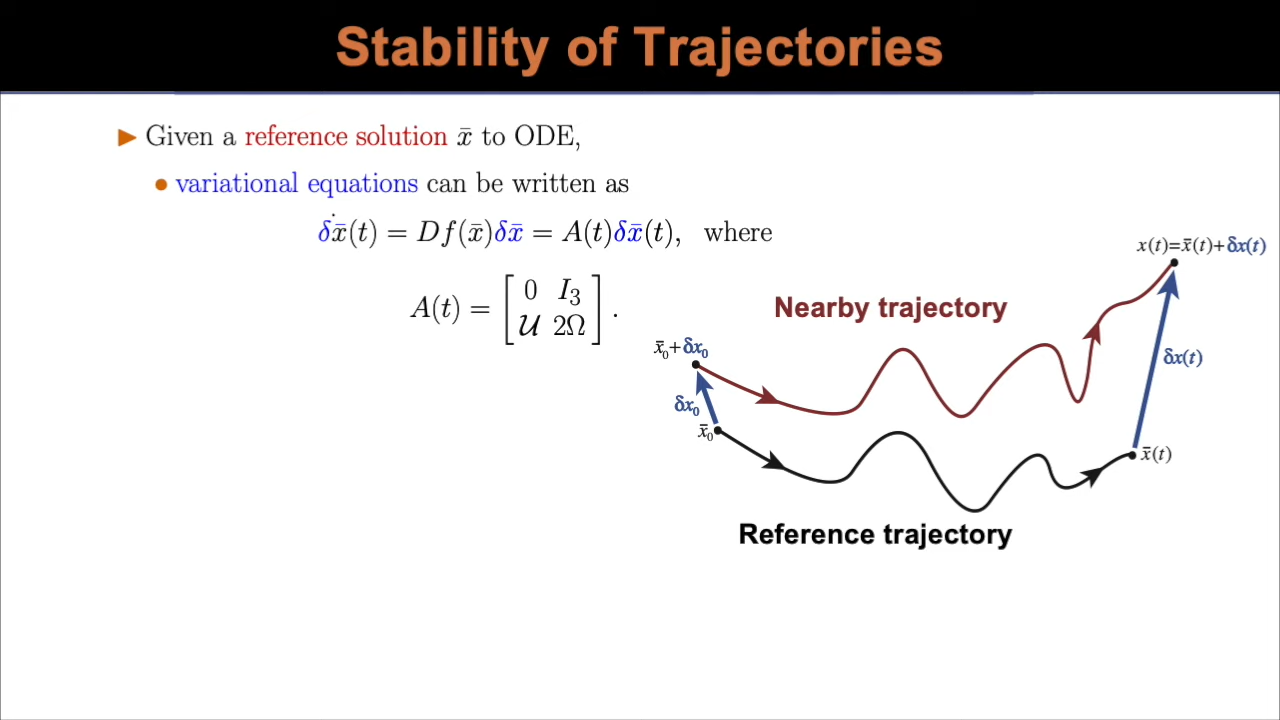 Stability of Trajectories
▶ Given a reference solution x̄ to ODE,
● variational equations can be written as
δẋ̄(t) = Df(x̄)δx̄ = A(t)δx̄(t), where
A(t) = [ 0 I₃
𝒰 2Ω ] .
x(t)=x̄(t)+δx(t)
Nearby trajectory
x̄₀+δx₀
δx(t)
δx₀
x̄₀
x̄(t)
Reference trajectory